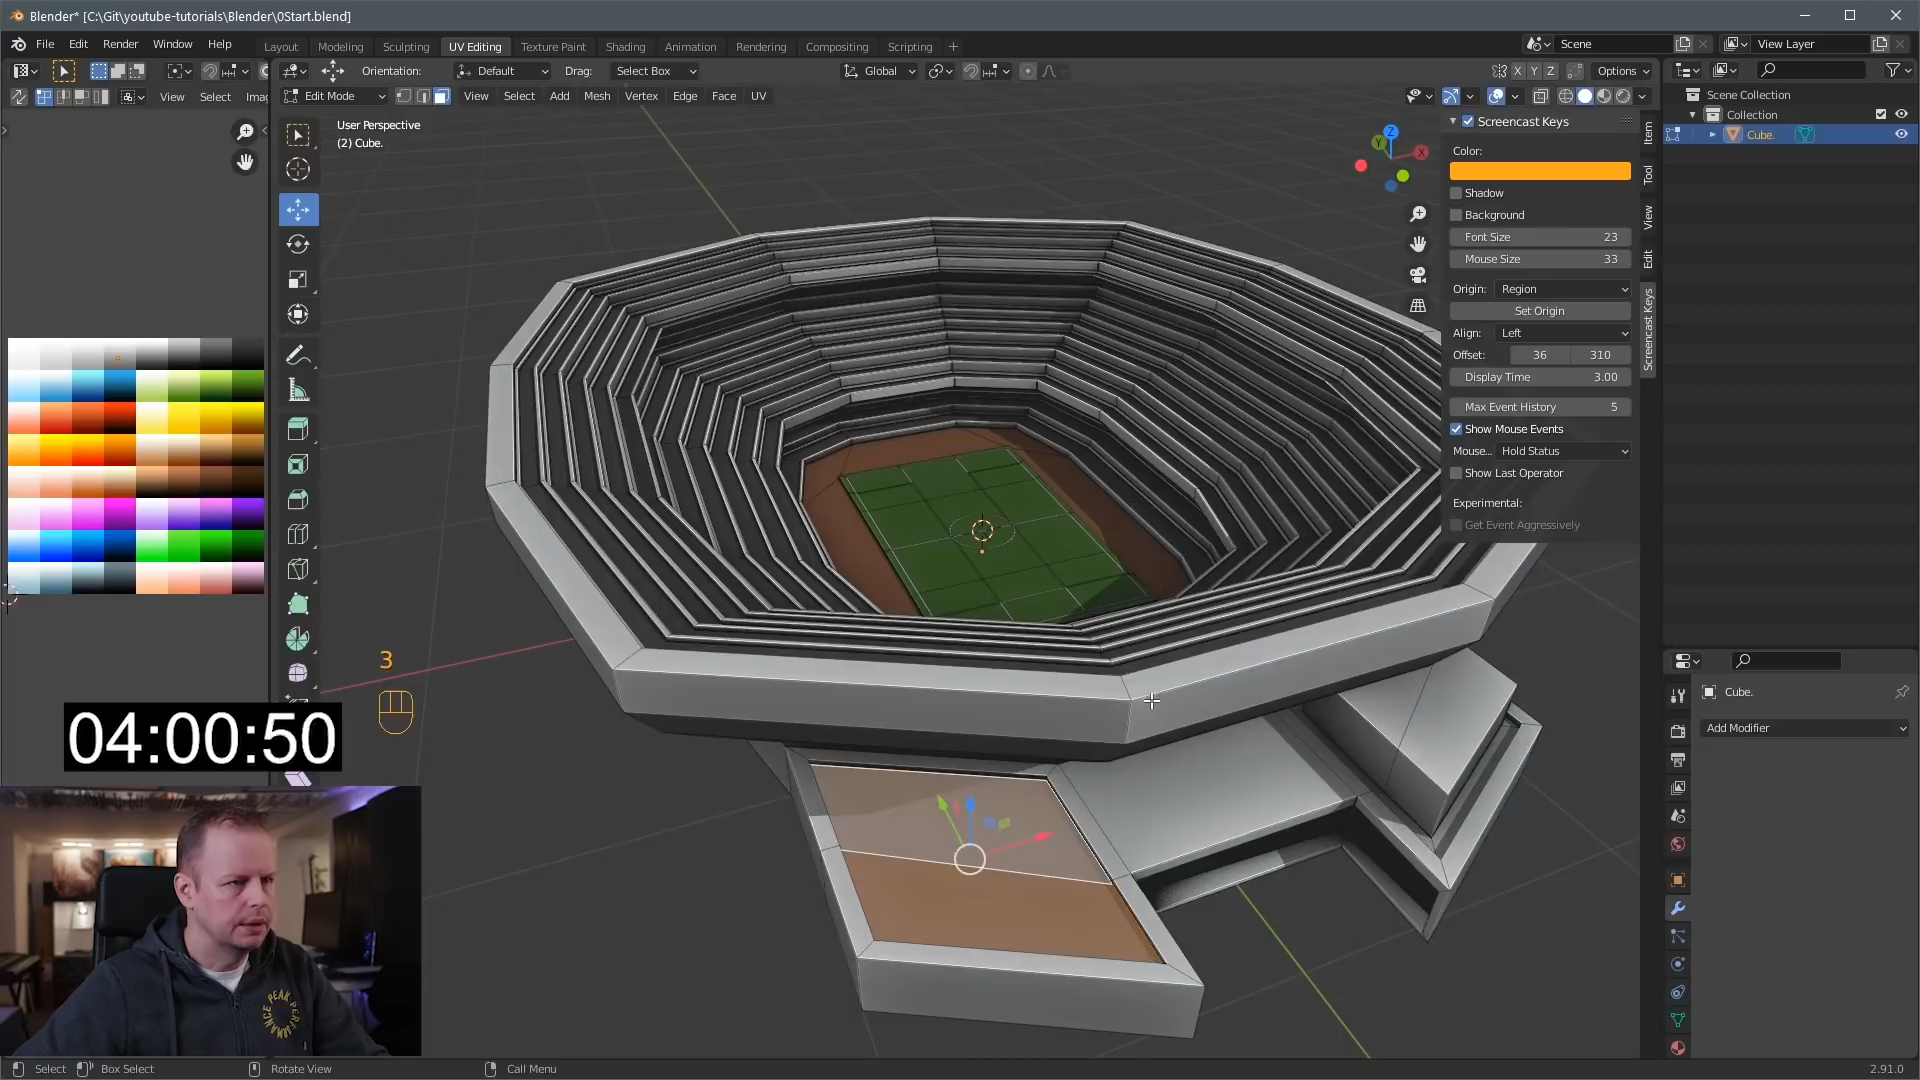 Blender* [C:\Git\youtube-tutorials\Blender\0Start.blend]
File Edit Render Window Help
Layout Modeling Sculpting UV Editing Texture Paint Shading Animation Rendering Compositing Scripting +
Scene
View Layer
Orientation: Default Drag: Select Box
Global
X Y Z
Options
View Select Imag
Edit Mode View Select Add Mesh Vertex Edge Face UV
User Perspective
(2) Cube.
Z
Y
X
Screencast Keys
Color:
Shadow
Background
Font Size 23
Mouse Size 33
Origin: Region
Set Origin
Align: Left
Offset: 36 310
Display Time 3.00
Max Event History 5
Show Mouse Events
Mouse... Hold Status
Show Last Operator
Experimental:
Get Event Aggressively
Item
Tool
View
Edit
Screencast Keys
Scene Collection
Collection
Cube.
Cube.
Add Modifier
3
04:00:50
PEAK PERFORMANCE
Select Box Select Rotate View Call Menu
2.91.0